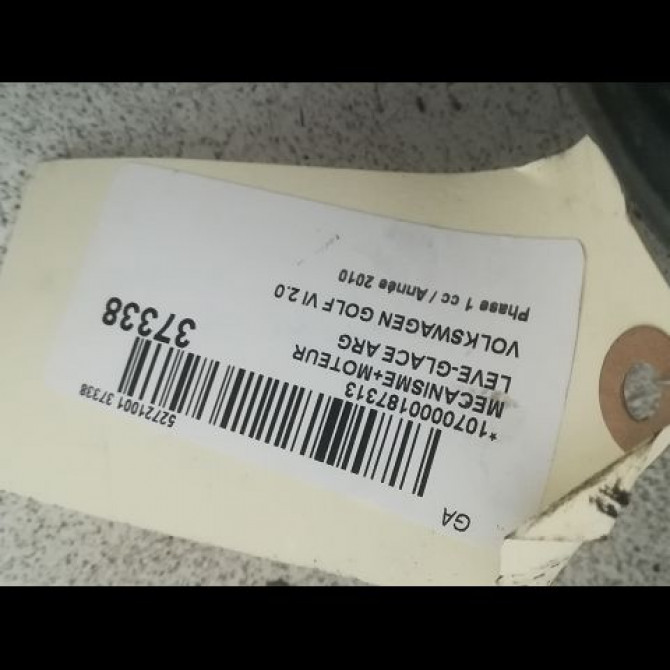 GA
52721001 37338
*1070000187313
MECANISME+MOTEUR
LEVE-GLACE ARG
37338
VOLKSWAGEN GOLF VI 2.0
Phase 1 cc / Année 2010